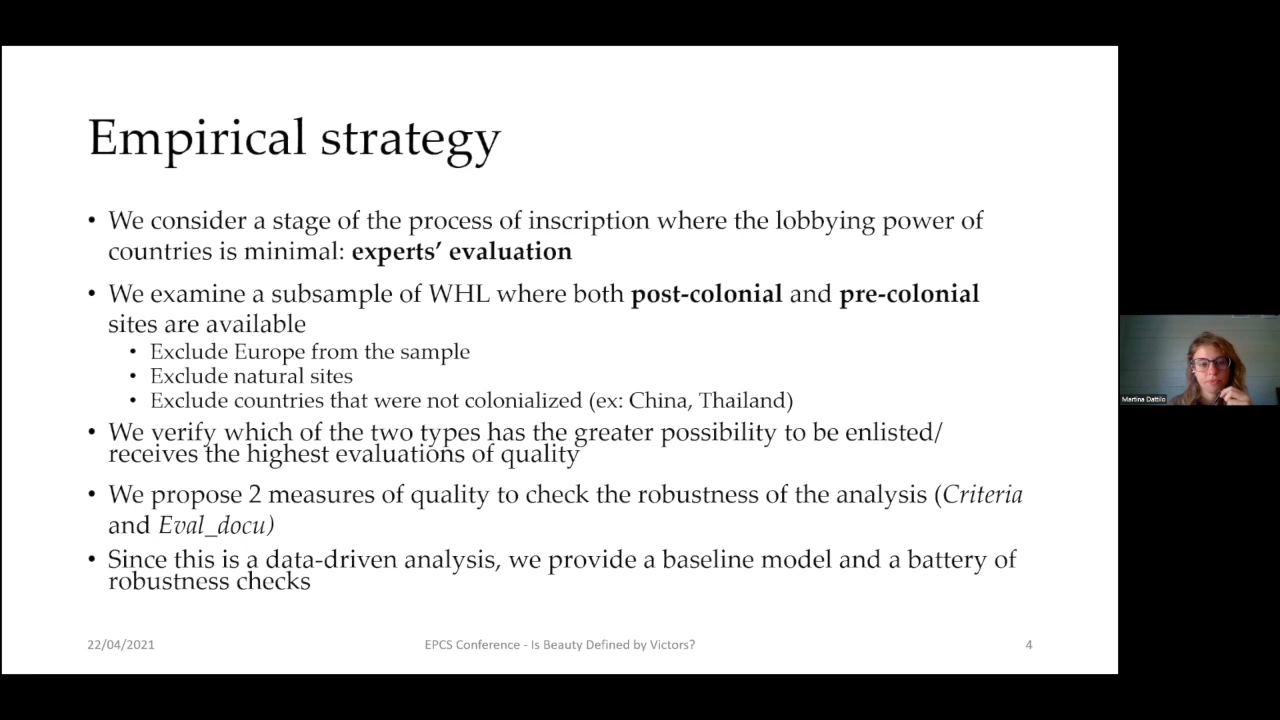 Empirical strategy
• We consider a stage of the process of inscription where the lobbying power of
countries is minimal: experts’ evaluation
• We examine a subsample of WHL where both post-colonial and pre-colonial
sites are available
• Exclude Europe from the sample
• Exclude natural sites
• Exclude countries that were not colonialized (ex: China, Thailand)
• We verify which of the two types has the greater possibility to be enlisted/
receives the highest evaluations of quality
• We propose 2 measures of quality to check the robustness of the analysis (Criteria
and Eval_docu)
• Since this is a data-driven analysis, we provide a baseline model and a battery of
robustness checks
22/04/2021
EPCS Conference - Is Beauty Defined by Victors?
4
Martina Dattilo